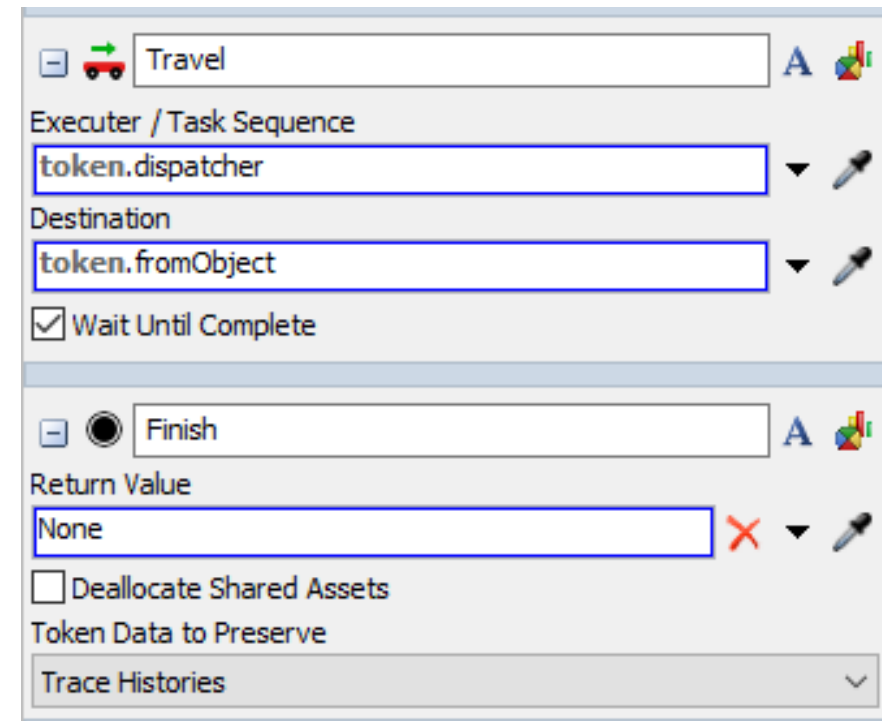 Travel
A
Executer / Task Sequence
token.dispatcher
Destination
token.fromObject
Wait Until Complete
Finish
A
Return Value
None
Deallocate Shared Assets
Token Data to Preserve
Trace Histories